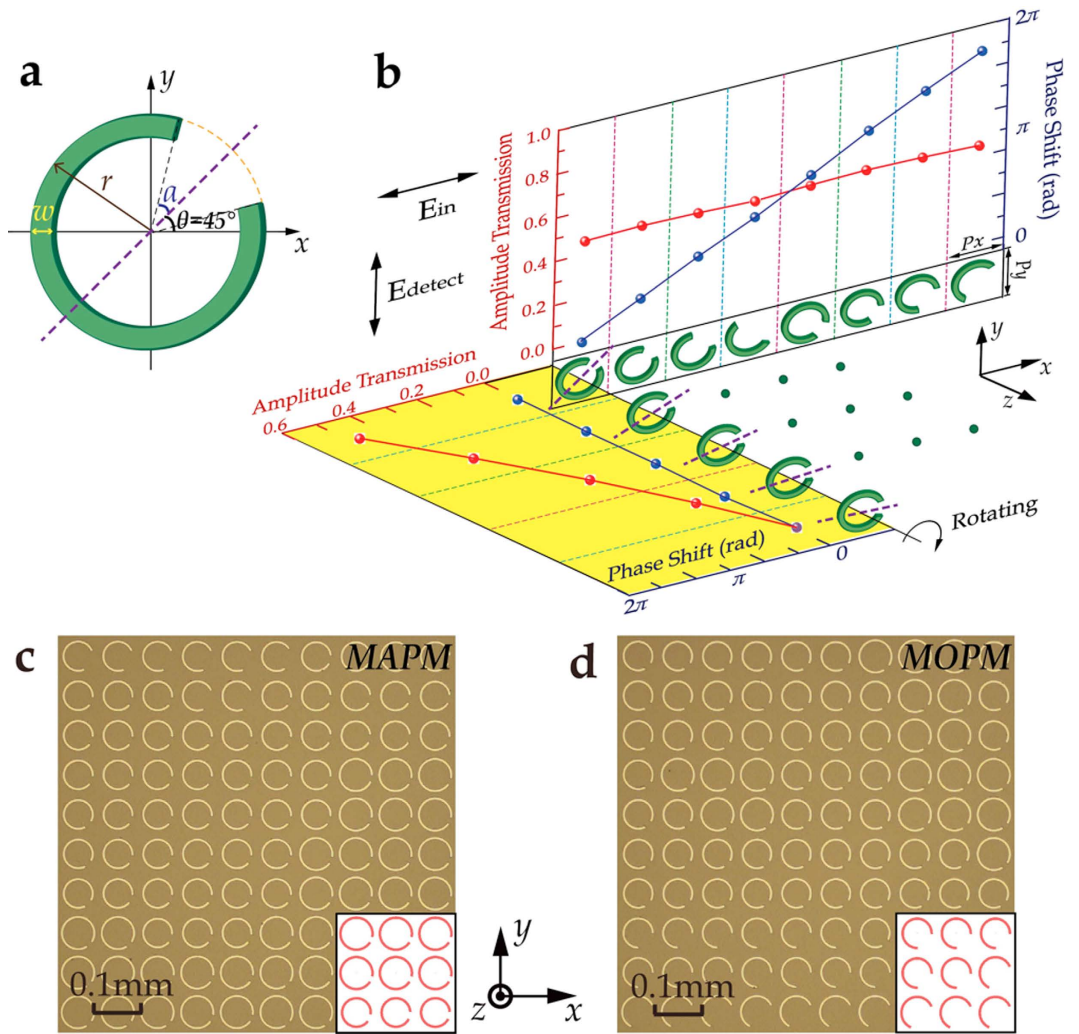 a
y
r
α
w
θ=45°
x
b
Ein
Edetect
Amplitude Transmission
1.0
0.8
0.6
0.4
0.2
0.0
2π
π
0
Phase Shift (rad)
Px
Py
y
x
z
Amplitude Transmission
0.6
0.4
0.2
0.0
Phase Shift (rad)
2π
π
0
Rotating
c
MAPM
0.1mm
y
z
x
d
MOPM
0.1mm